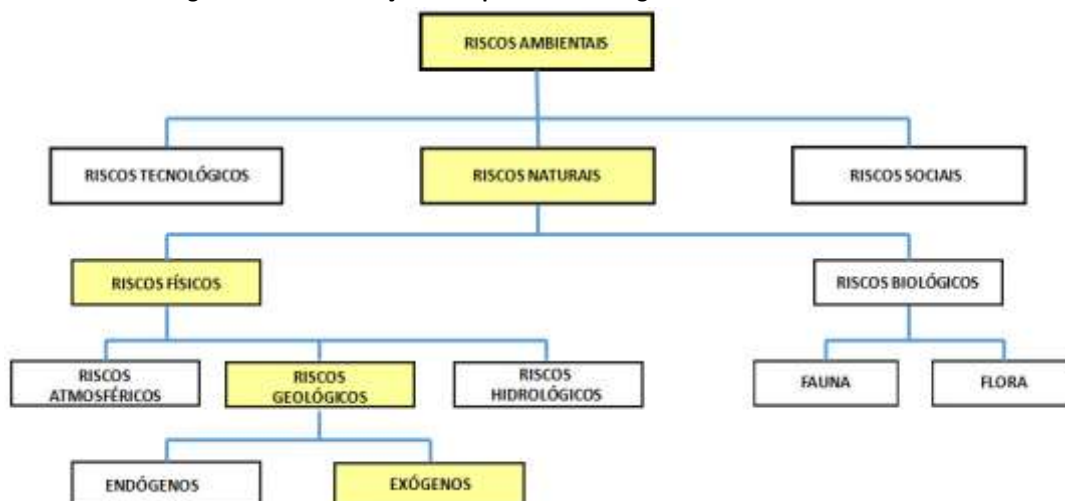 RISCOS AMBIENTAIS
RISCOS TECNOLÓGICOS
RISCOS NATURAIS
RISCOS SOCIAIS
RISCOS FÍSICOS
RISCOS BIOLÓGICOS
RISCOS
ATMOSFÉRICOS
RISCOS
GEOLÓGICOS
RISCOS
HIDROLÓGICOS
FAUNA
FLORA
ENDÓGENOS
EXÓGENOS